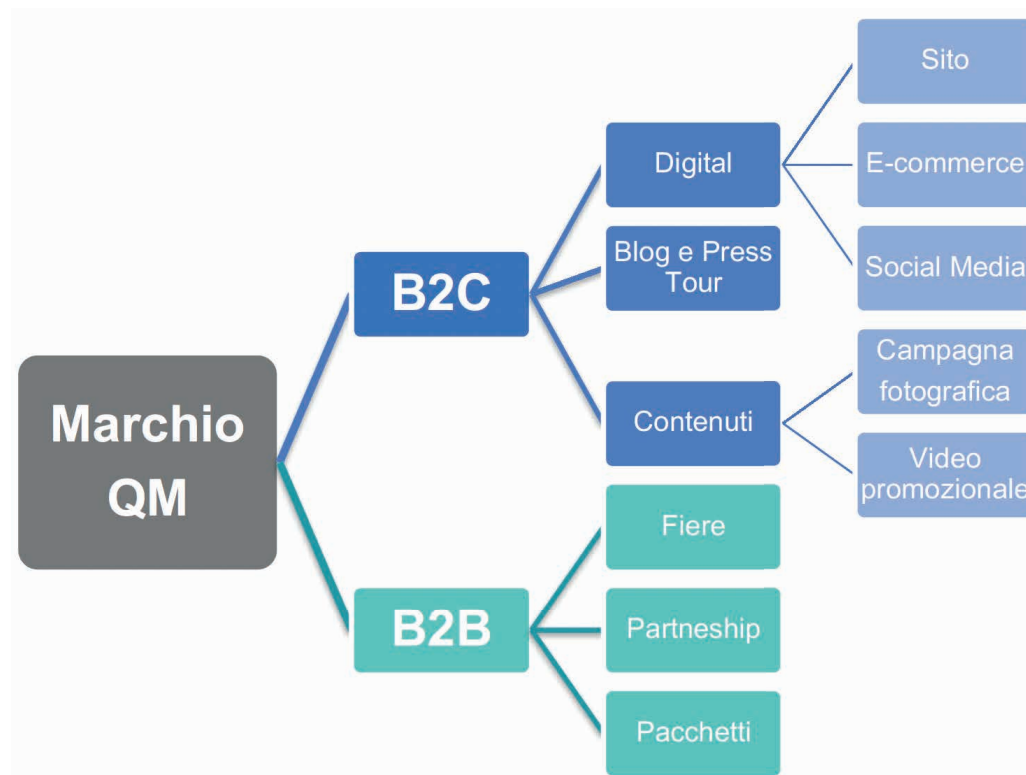 Marchio
QM
B2C
Digital
Sito
E-commerce
Social Media
Blog e Press
Tour
Contenuti
Campagna
fotografica
Video
promozionale
B2B
Fiere
Partneship
Pacchetti